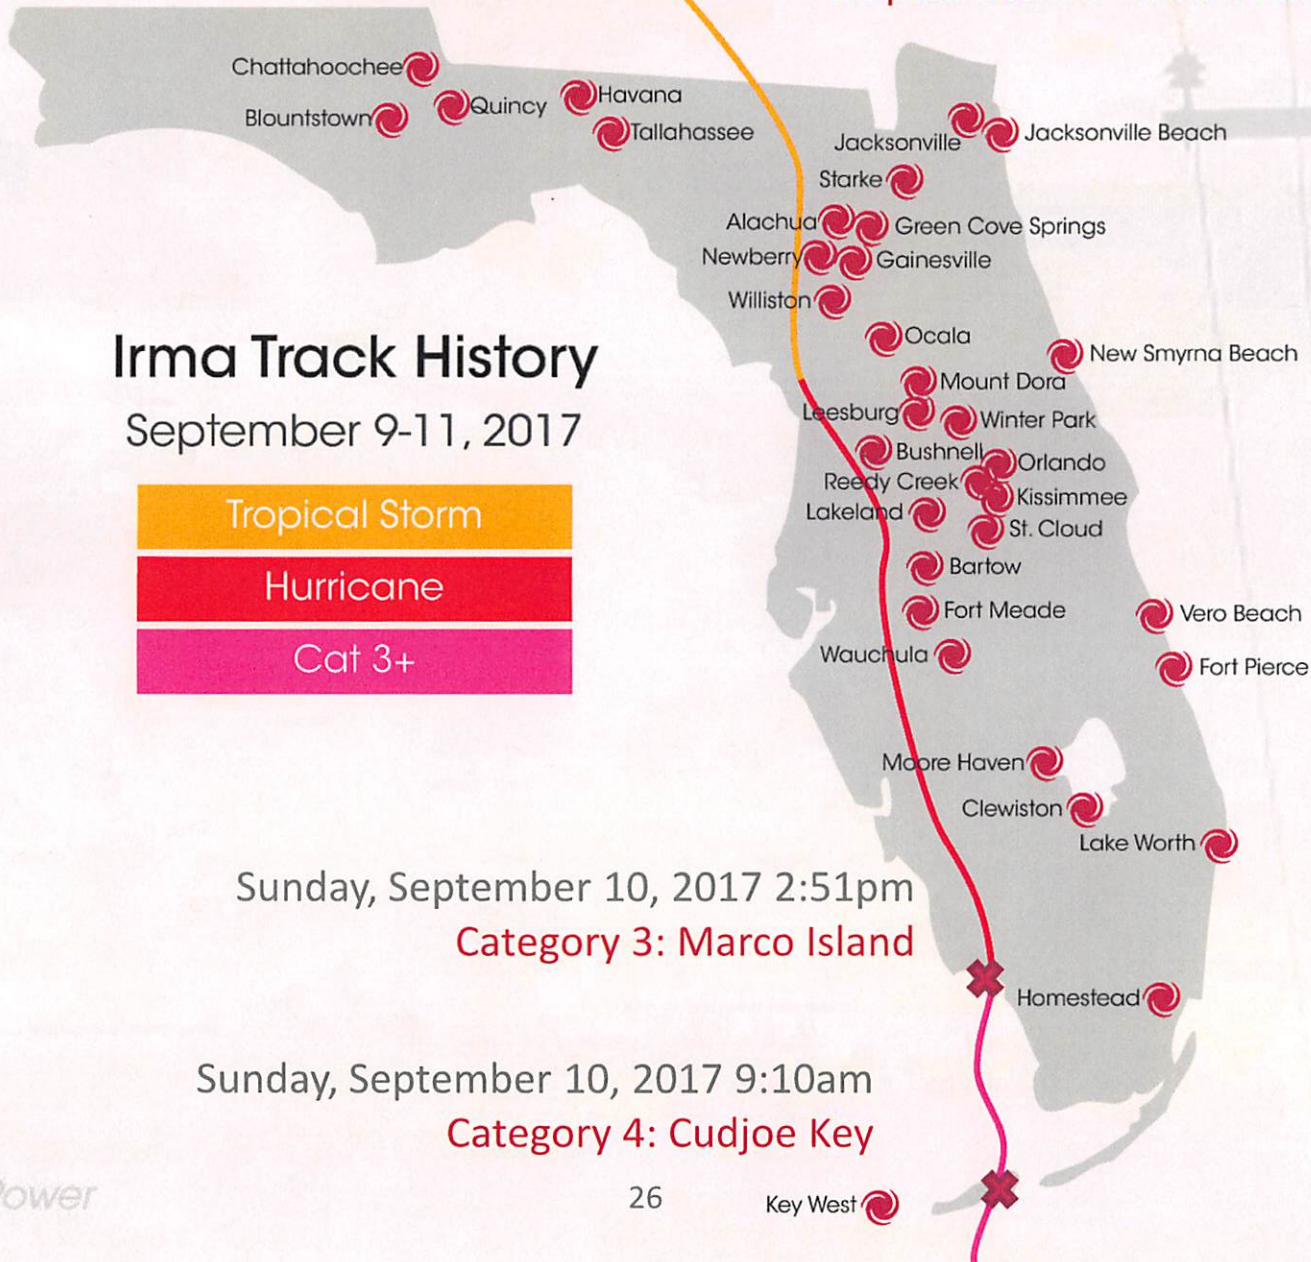 Chattahoochee
Havana
Quincy
Blountstown
Tallahassee
Jacksonville Beach
Jacksonville
Starke
Alachua
Green Cove Springs
Newberry
Gainesville
Williston
Ocala
Irma Track History
New Smyrna Beach
Mount Dora
Leesburg
Winter Park
September 9-11, 2017
Bushnell
Orlando
Reedy Creek
Kissimmee
Lakeland
Tropical Storm
St. Cloud
Bartow
Hurricane
Fort Meade
Vero Beach
Wauchula
Cat 3+
Fort Pierce
Moore Haven
Clewiston
Lake Worth
Sunday, September 10, 2017 2:51pm
Category 3: Marco Island
Homestead
Sunday, September 10, 2017 9:10am
Category 4: Cudjoe Key
26
Key West